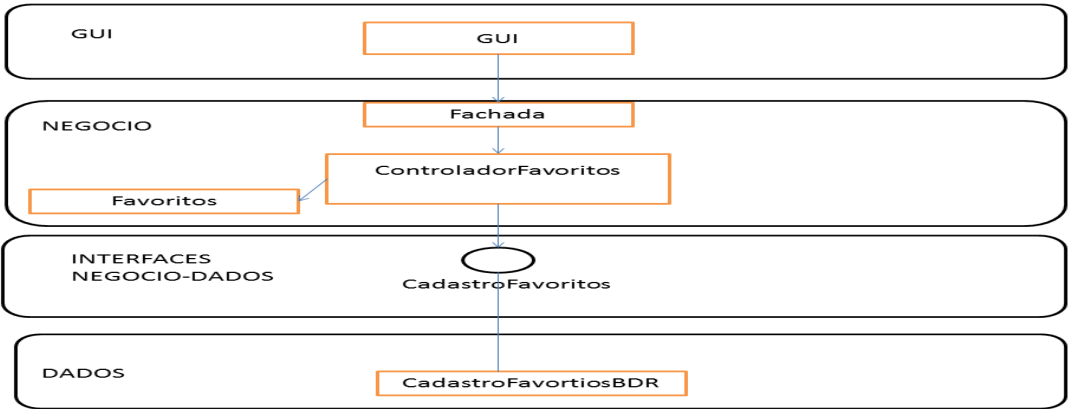 GUI
GUI
NEGOCIO
Fachada
ControladorFavoritos
Favoritos
INTERFACES
NEGOCIO-DADOS
CadastroFavoritos
DADOS
CadastroFavortiosBDR